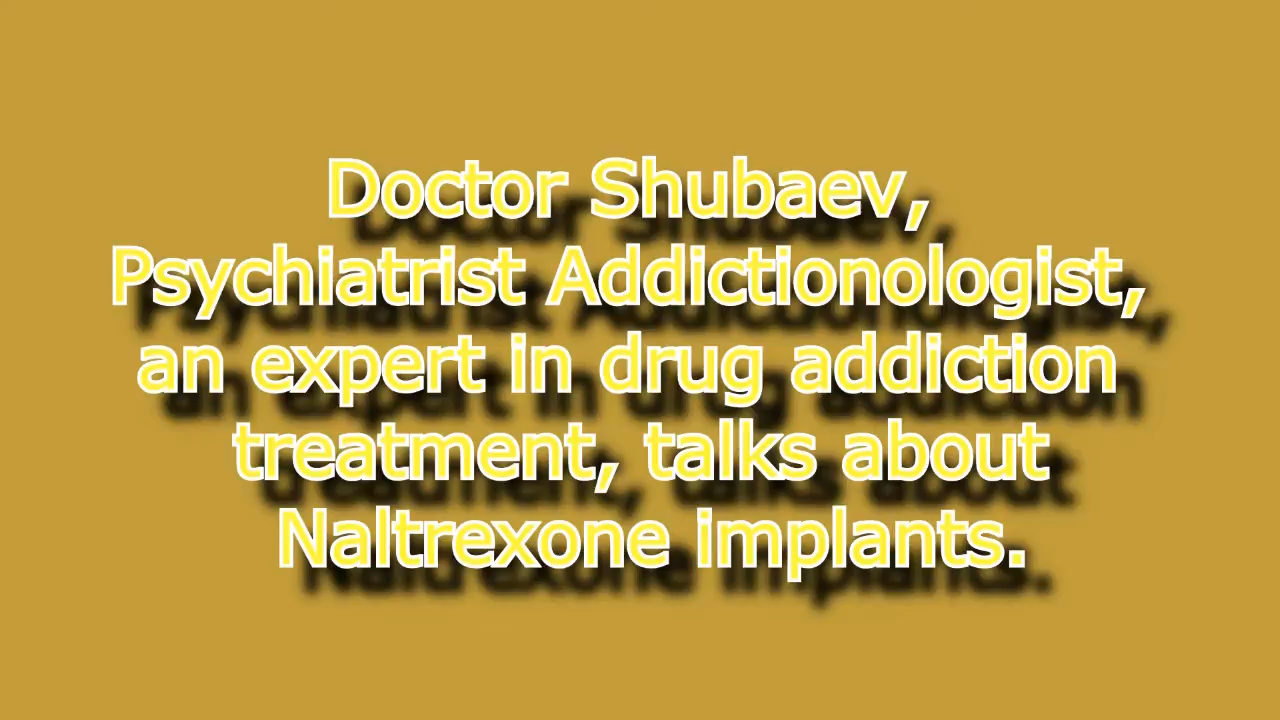 Doctor Shubaev,
Psychiatrist Addictionologist,
an expert in drug addiction
treatment, talks about
Naltrexone implants.